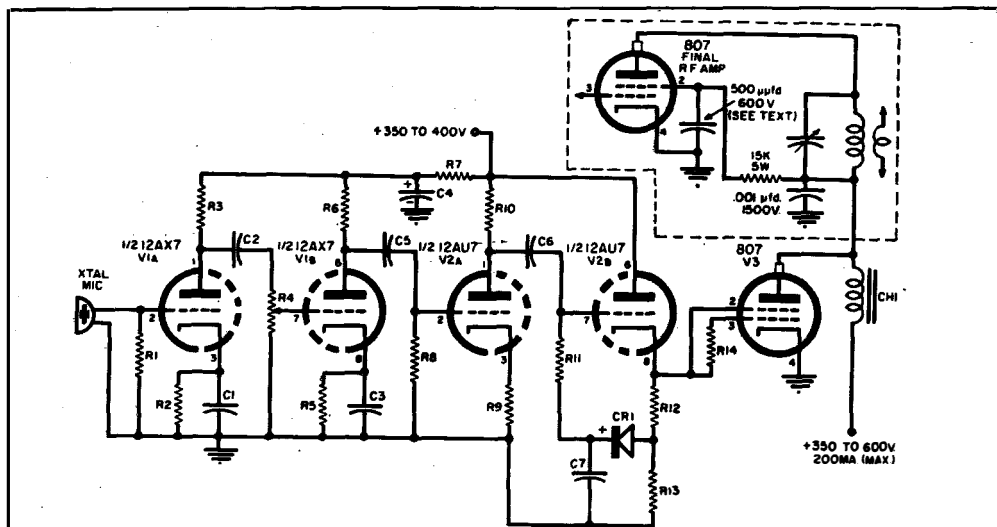 807
FINAL
RF AMP
2
3
4
500 µµfd
600 V
(SEE TEXT)
15K
5W
.001 µfd.
1500V.
+350 TO 400V
R7
C4
R3
R6
R10
1/2 12AX7
V1A
C2
1/2 12AX7
V1B
C5
1/2 12AU7
V2A
C6
1/2 12AU7
V2B
807
V3
XTAL
MIC
1
2
3
R4
6
7
8
1
2
3
6
7
8
2
3
4
CH1
R1
R2
C1
R5
C3
R8
R9
R11
R12
R14
C7
+
CR1
R13
+350 TO 600V.
200MA. (MAX.)